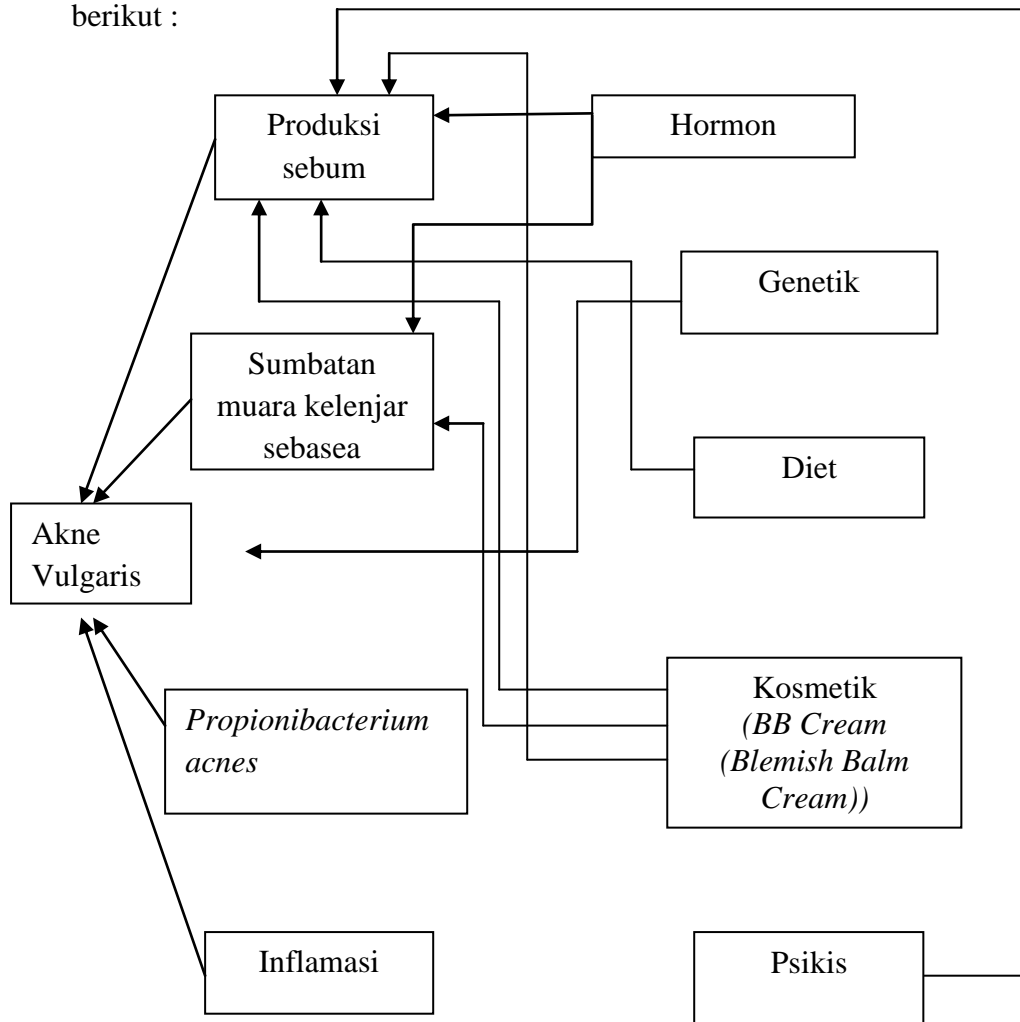 berikut :
Produksi
sebum
Hormon
Genetik
Sumbatan
muara kelenjar
sebasea
Diet
Akne
Vulgaris
Kosmetik
(BB Cream
(Blemish Balm
Cream))
Propionibacterium
acnes
Inflamasi
Psikis